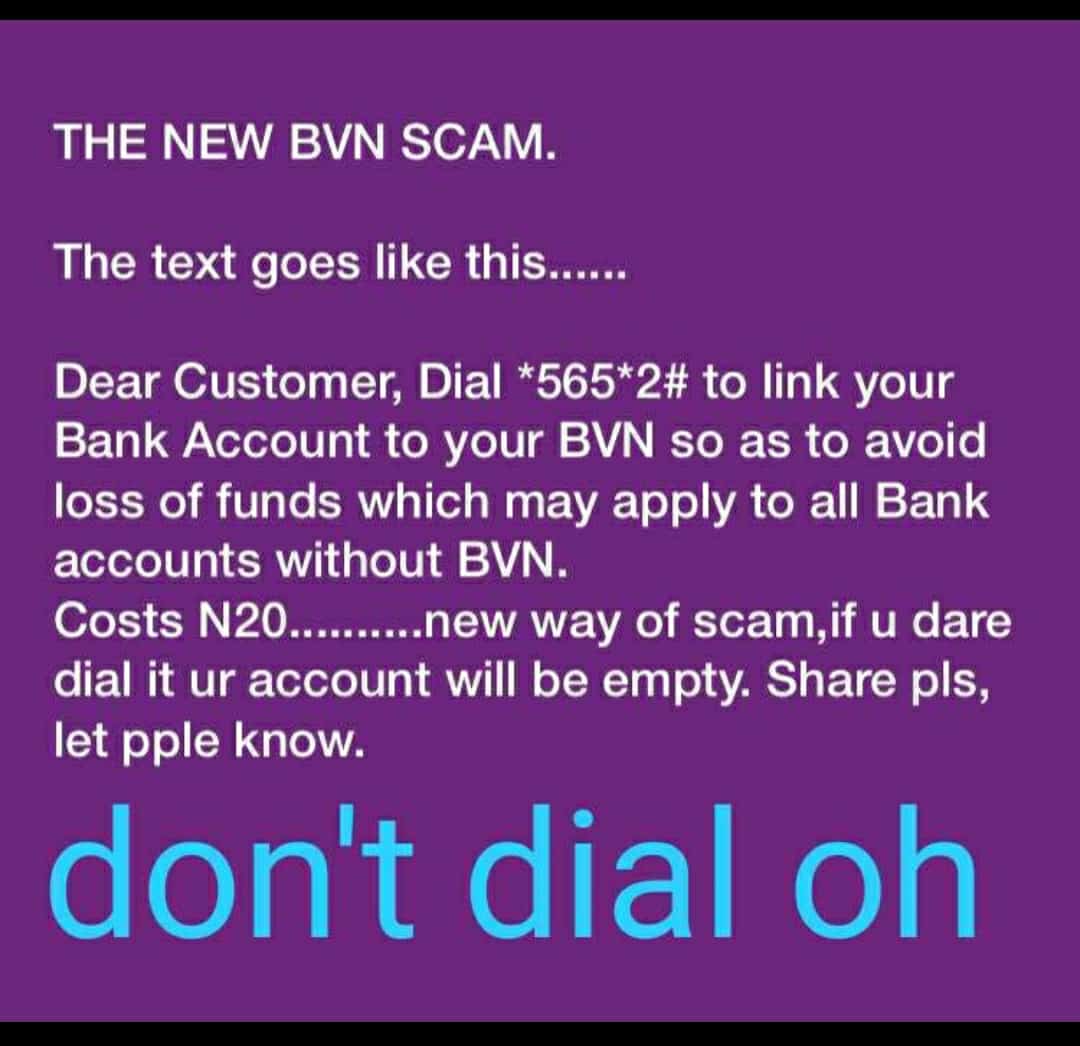 THE NEW BVN SCAM.
The text goes like this......
Dear Customer, Dial *565*2# to link your
Bank Account to your BVN so as to avoid
loss of funds which may apply to all Bank
accounts without BVN.
Costs N20..........new way of scam,if u dare
dial it ur account will be empty. Share pls,
let pple know.
don't dial oh